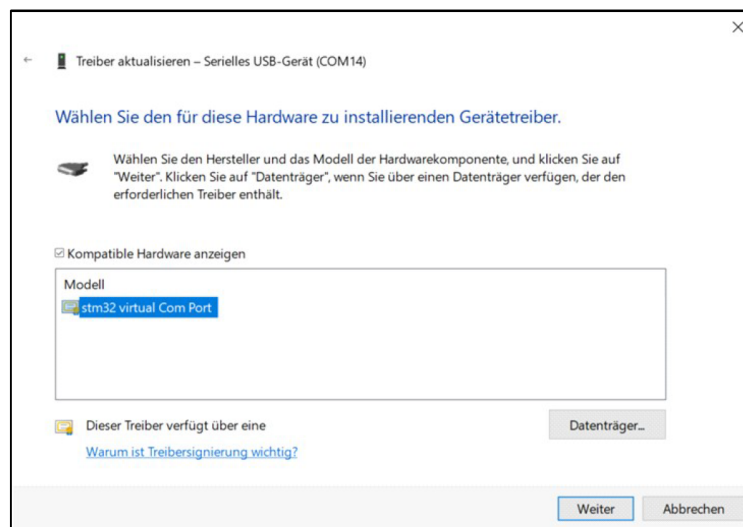 Treiber aktualisieren – Serielles USB-Gerät (COM14)
Wählen Sie den für diese Hardware zu installierenden Gerätetreiber.
Wählen Sie den Hersteller und das Modell der Hardwarekomponente, und klicken Sie auf
"Weiter". Klicken Sie auf "Datenträger", wenn Sie über einen Datenträger verfügen, der den
erforderlichen Treiber enthält.
Kompatible Hardware anzeigen
Modell
stm32 virtual Com Port
Dieser Treiber verfügt über eine
Datenträger...
Warum ist Treibersignierung wichtig?
Weiter
Abbrechen